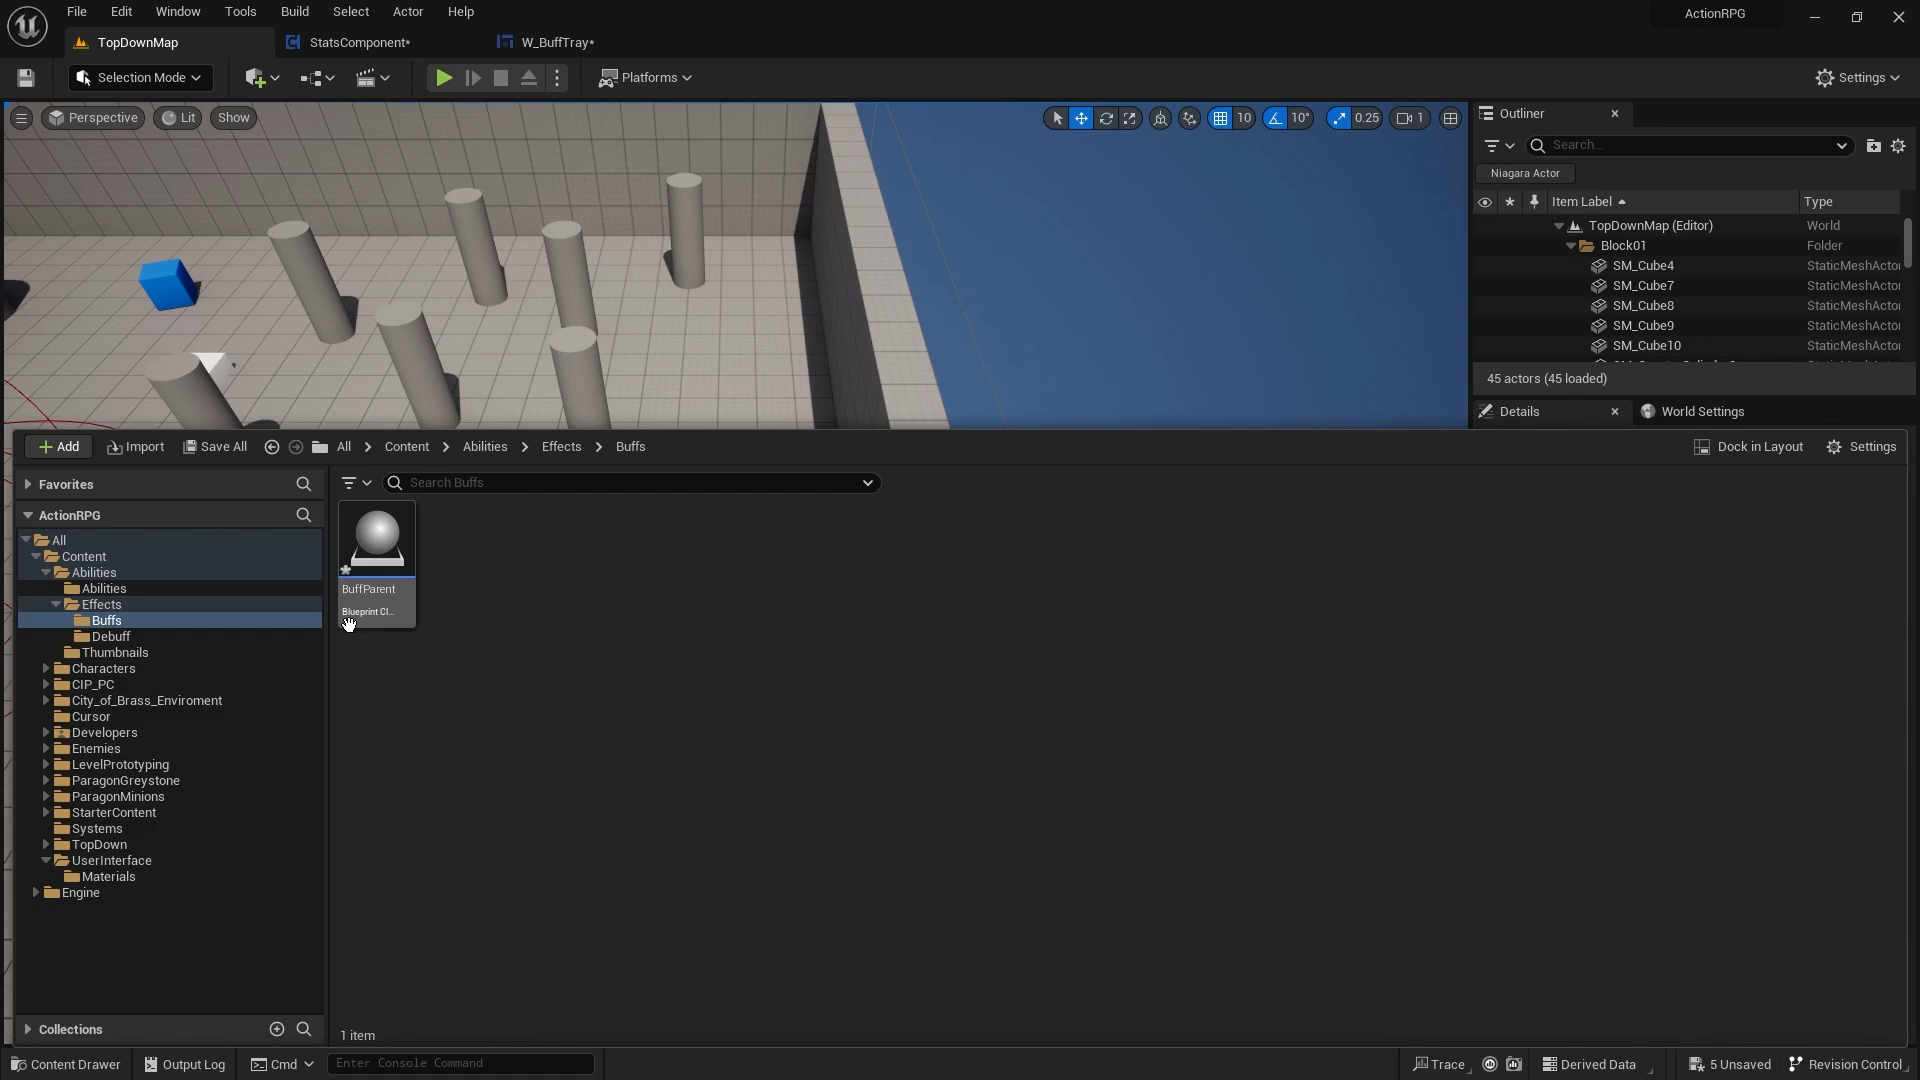 File Edit Window Tools Build Select Actor Help ActionRPG
TopDownMap StatsComponent* W_BuffTray*
Selection Mode Platforms Settings
Perspective Lit Show 10 10° 0.25 1
Outliner
Search...
Niagara Actor
Item Label Type
TopDownMap (Editor) World
Block01 Folder
SM_Cube4 StaticMeshActor
SM_Cube7 StaticMeshActor
SM_Cube8 StaticMeshActor
SM_Cube9 StaticMeshActor
SM_Cube10 StaticMeshActor
45 actors (45 loaded)
Details World Settings
Add Import Save All All Content Abilities Effects Buffs Dock in Layout Settings
Favorites
Search Buffs
ActionRPG
All
Content
Abilities
Abilities
Effects
Buffs
Debuff
Thumbnails
Characters
CIP_PC
City_of_Brass_Enviroment
Cursor
Developers
Enemies
LevelPrototyping
ParagonGreystone
ParagonMinions
StarterContent
Systems
TopDown
UserInterface
Materials
Engine
BuffParent
Blueprint Cl...
Collections
1 item
Content Drawer Output Log Cmd Enter Console Command Trace Derived Data 5 Unsaved Revision Control